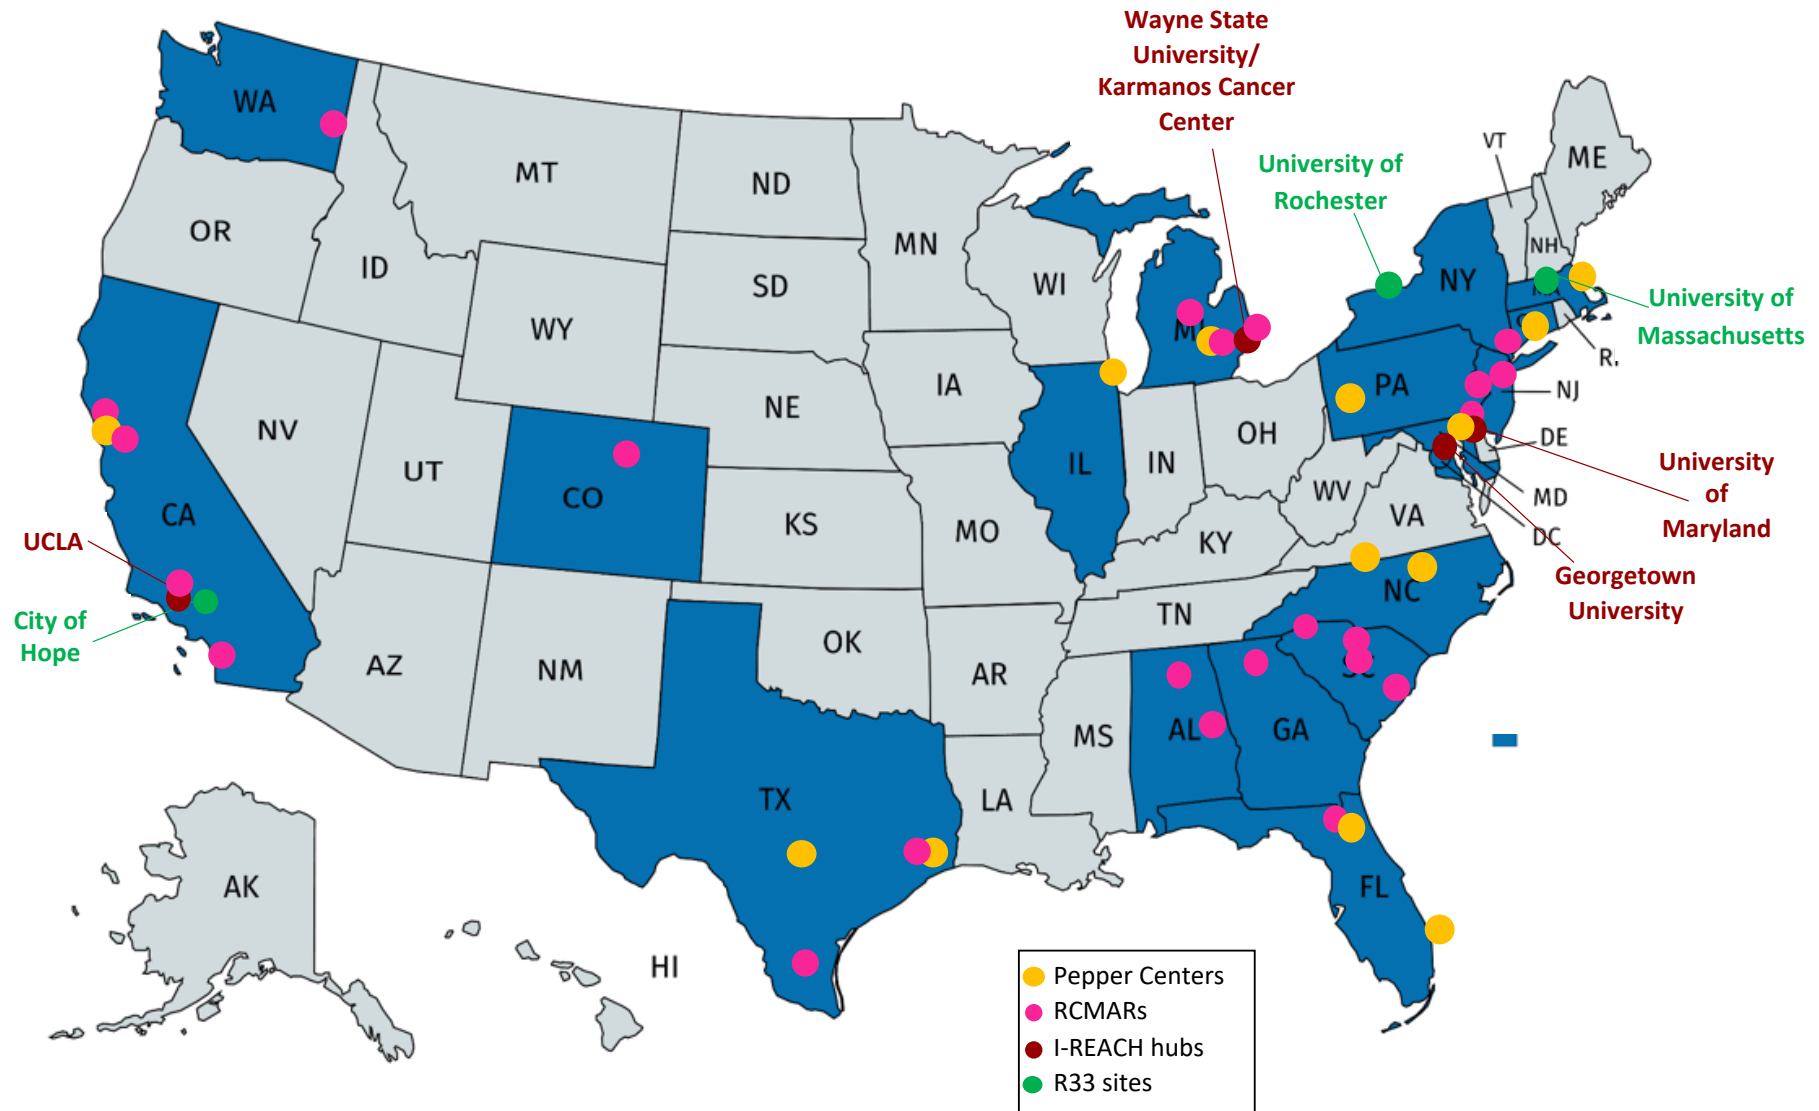 Wayne State
University/
Karmanos Cancer
Center
University of
Rochester
University of
Massachusetts
University
of
Maryland
Georgetown
University
UCLA
City of
Hope
WA
OR
CA
ID
NV
MT
WY
UT
AZ
CO
NM
ND
SD
NE
KS
OK
TX
MN
IA
MO
AR
LA
WI
IL
IN
OH
KY
TN
MS
AL
GA
FL
NC
VA
WV
PA
NY
VT
NH
ME
NJ
DE
MD
DC
AK
HI
Pepper Centers
RCMARs
I-REACH hubs
R33 sites